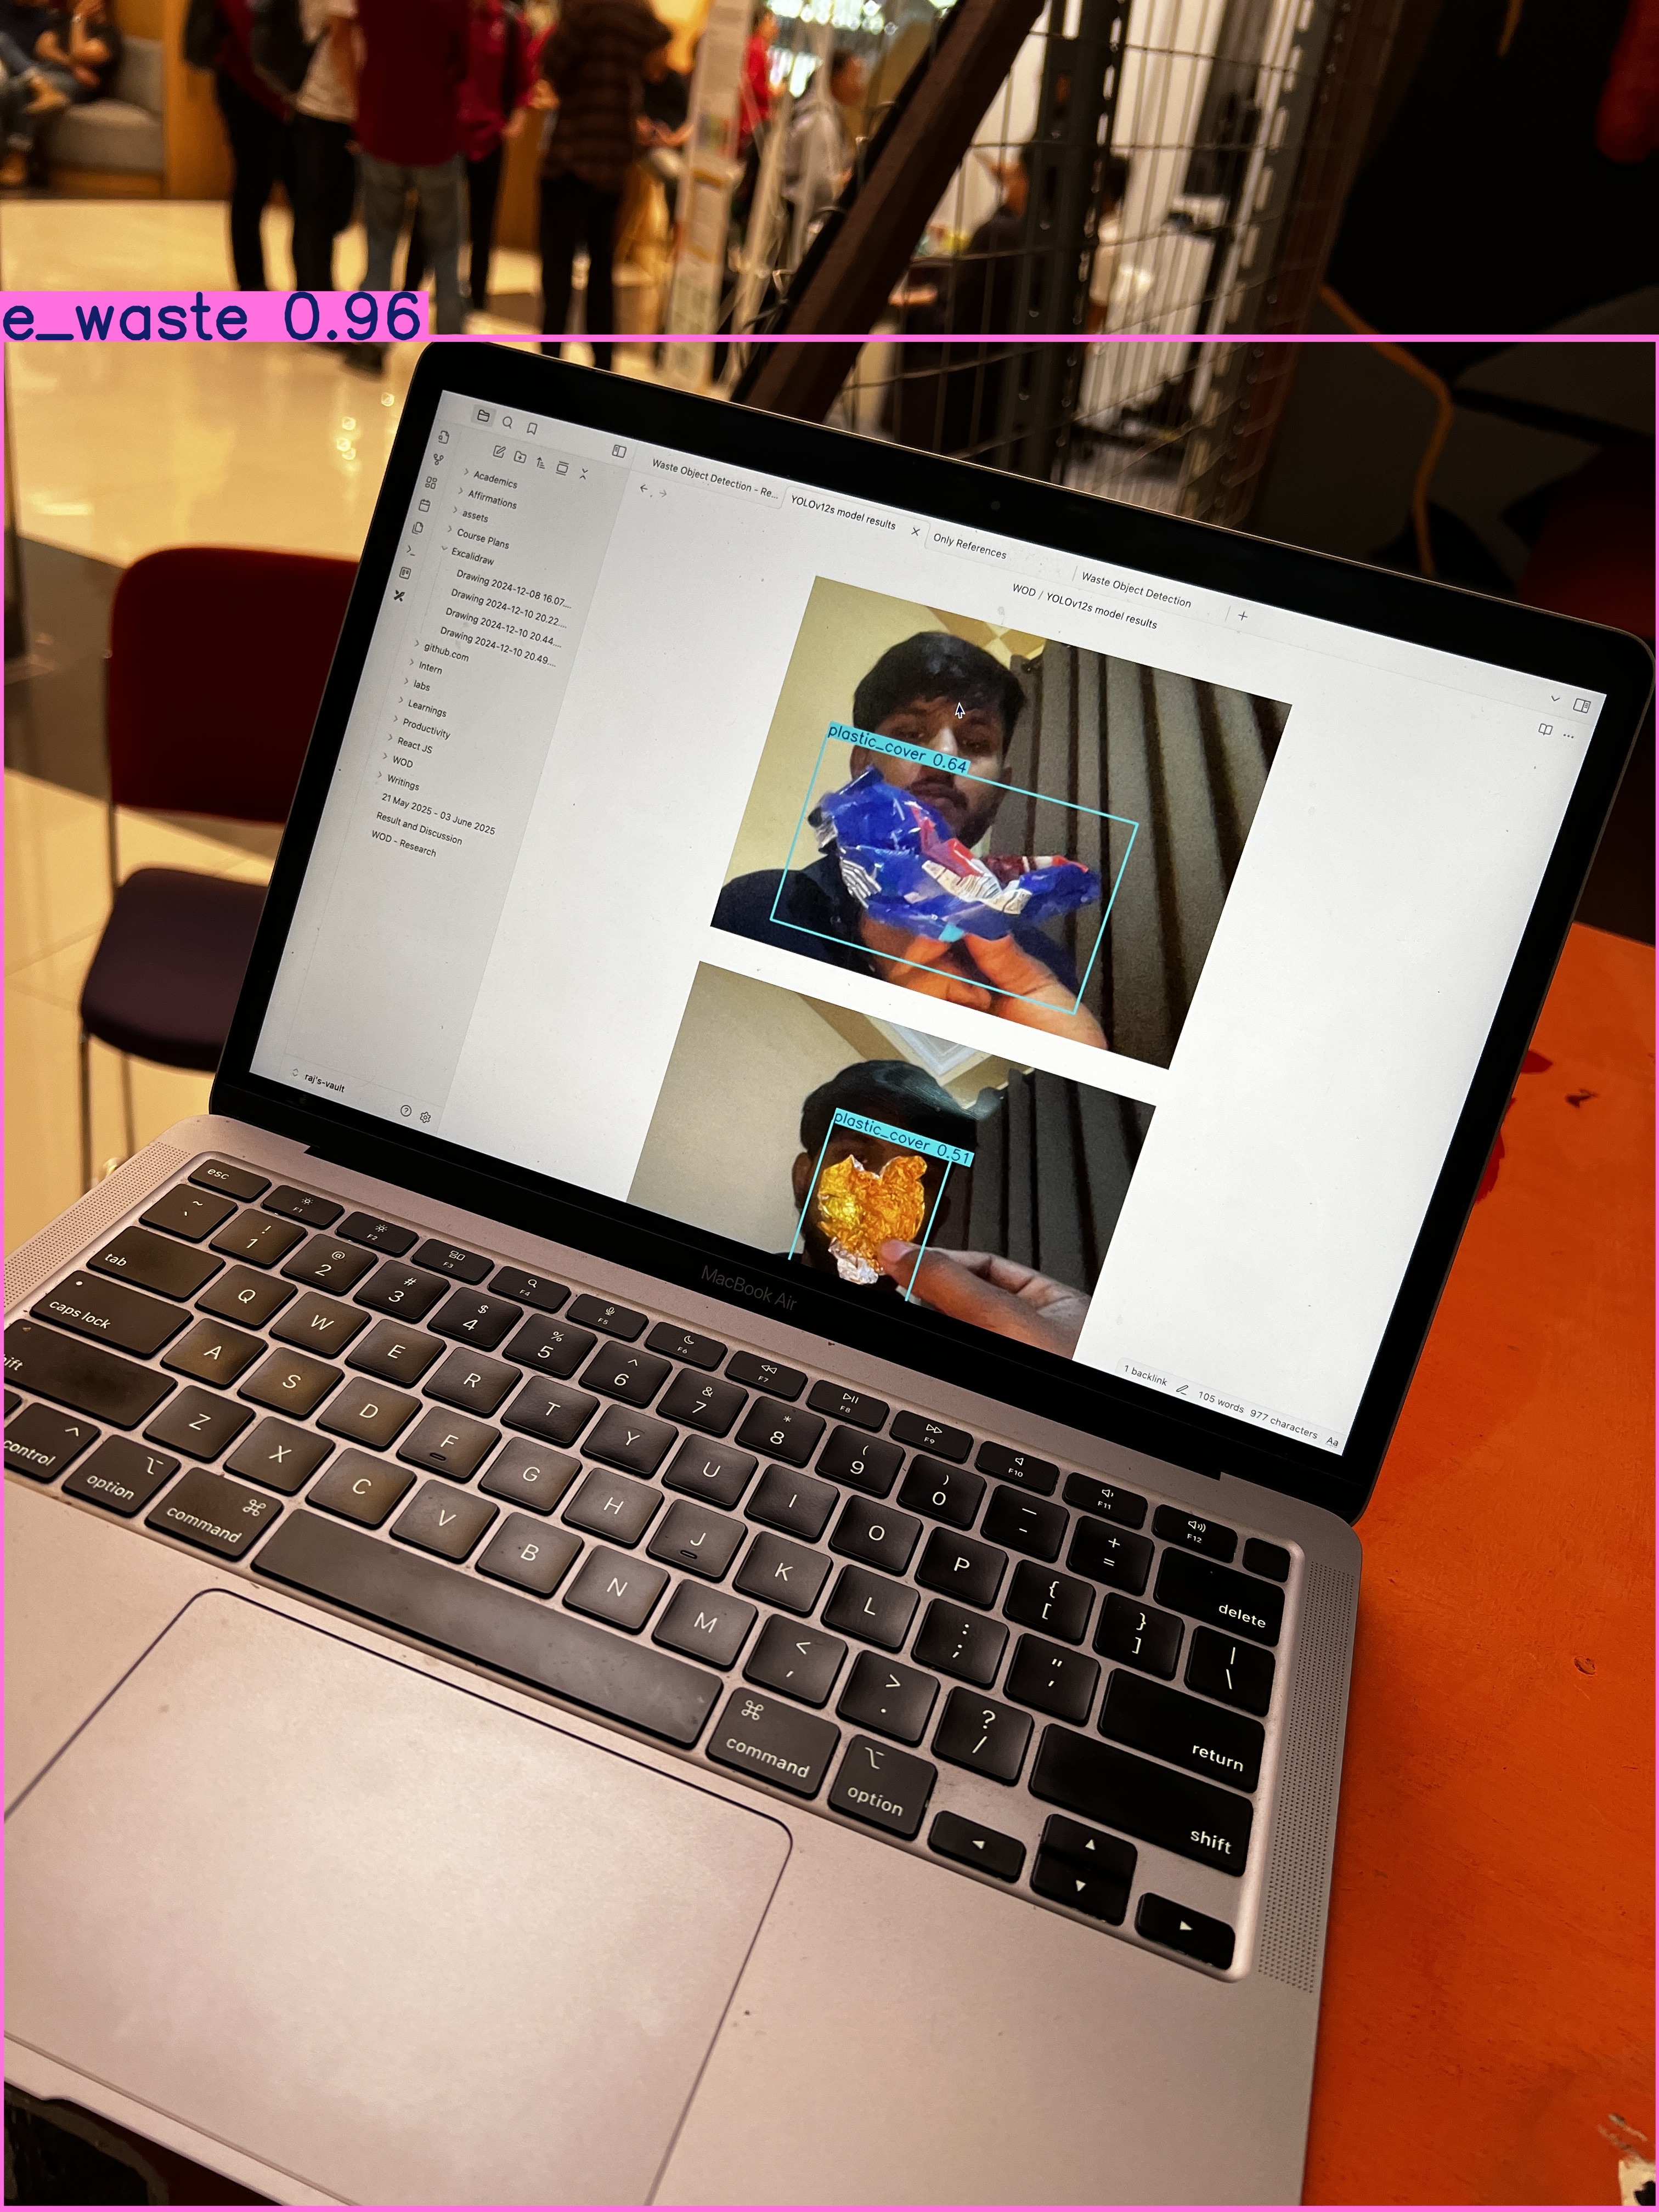 e_waste 0.96
Waste Object Detection - Re...
YOLOv12s model results
Only References
Waste Object Detection
WOD / YOLOv12s model results
Academics
Affirmations
assets
Course Plans
Excalidraw
Drawing 2024-12-08 16.07....
Drawing 2024-12-10 20.22....
Drawing 2024-12-10 20.44....
Drawing 2024-12-10 20.49....
github.com
Intern
labs
Learnings
Productivity
React JS
WOD
Writings
21 May 2025 - 03 June 2025
Result and Discussion
WOD - Research
raj's-vault
plastic_cover 0.64
plastic_cover 0.51
1 backlink 105 words 977 characters Aa
MacBook Air
esc F1 F2 F3 F4 F5 F6 F7 F8 F9 F10 F11 F12
~ ` ! 1 @ 2 # 3 $ 4 % 5 ^ 6 & 7 * 8 ( 9 ) 0 — - + = delete
tab Q W E R T Y U I O P { [ } ] | \
caps lock A S D F G H J K L : ; " ' return
ift Z X C V B N M < , > . ? / shift
control option command command option